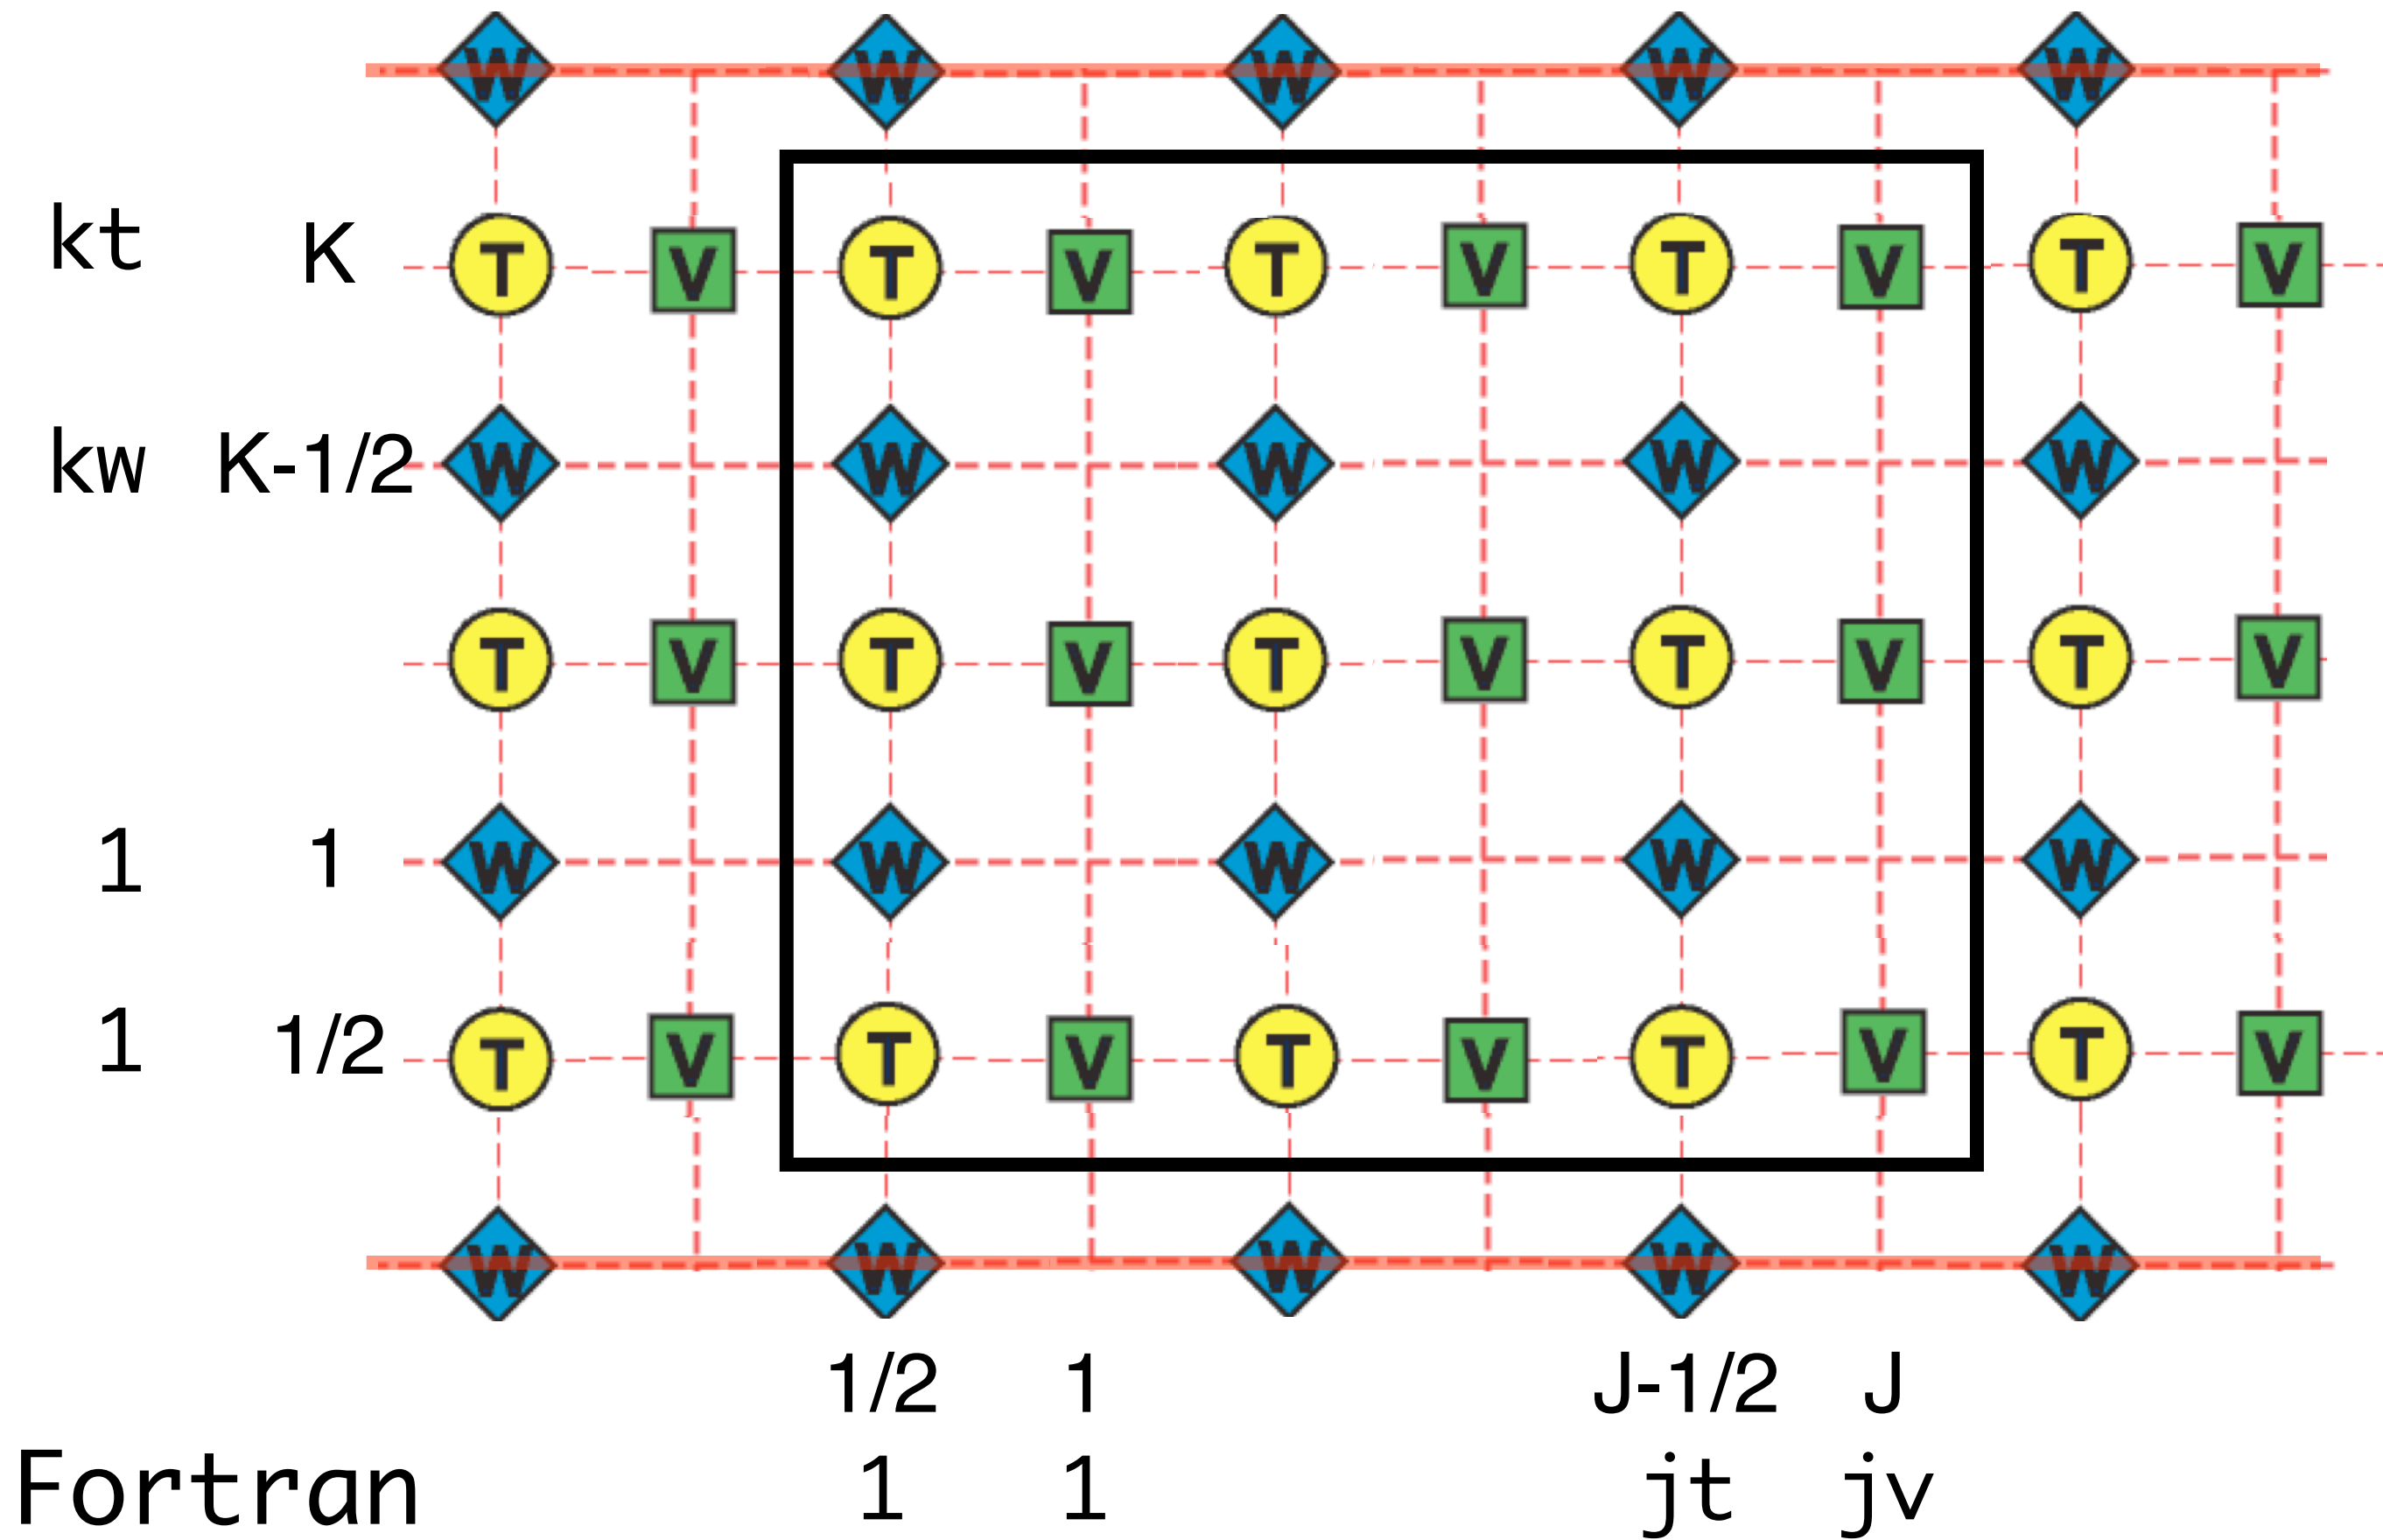 W W W W W
kt K T V T V T V T V T V
kw K-1/2 W W W W W
T V T V T V T V T V
1 1 W W W W W
1 1/2 T V T V T V T V T V
W W W W W
1/2 1 J-1/2 J
Fortran 1 1 jt jv